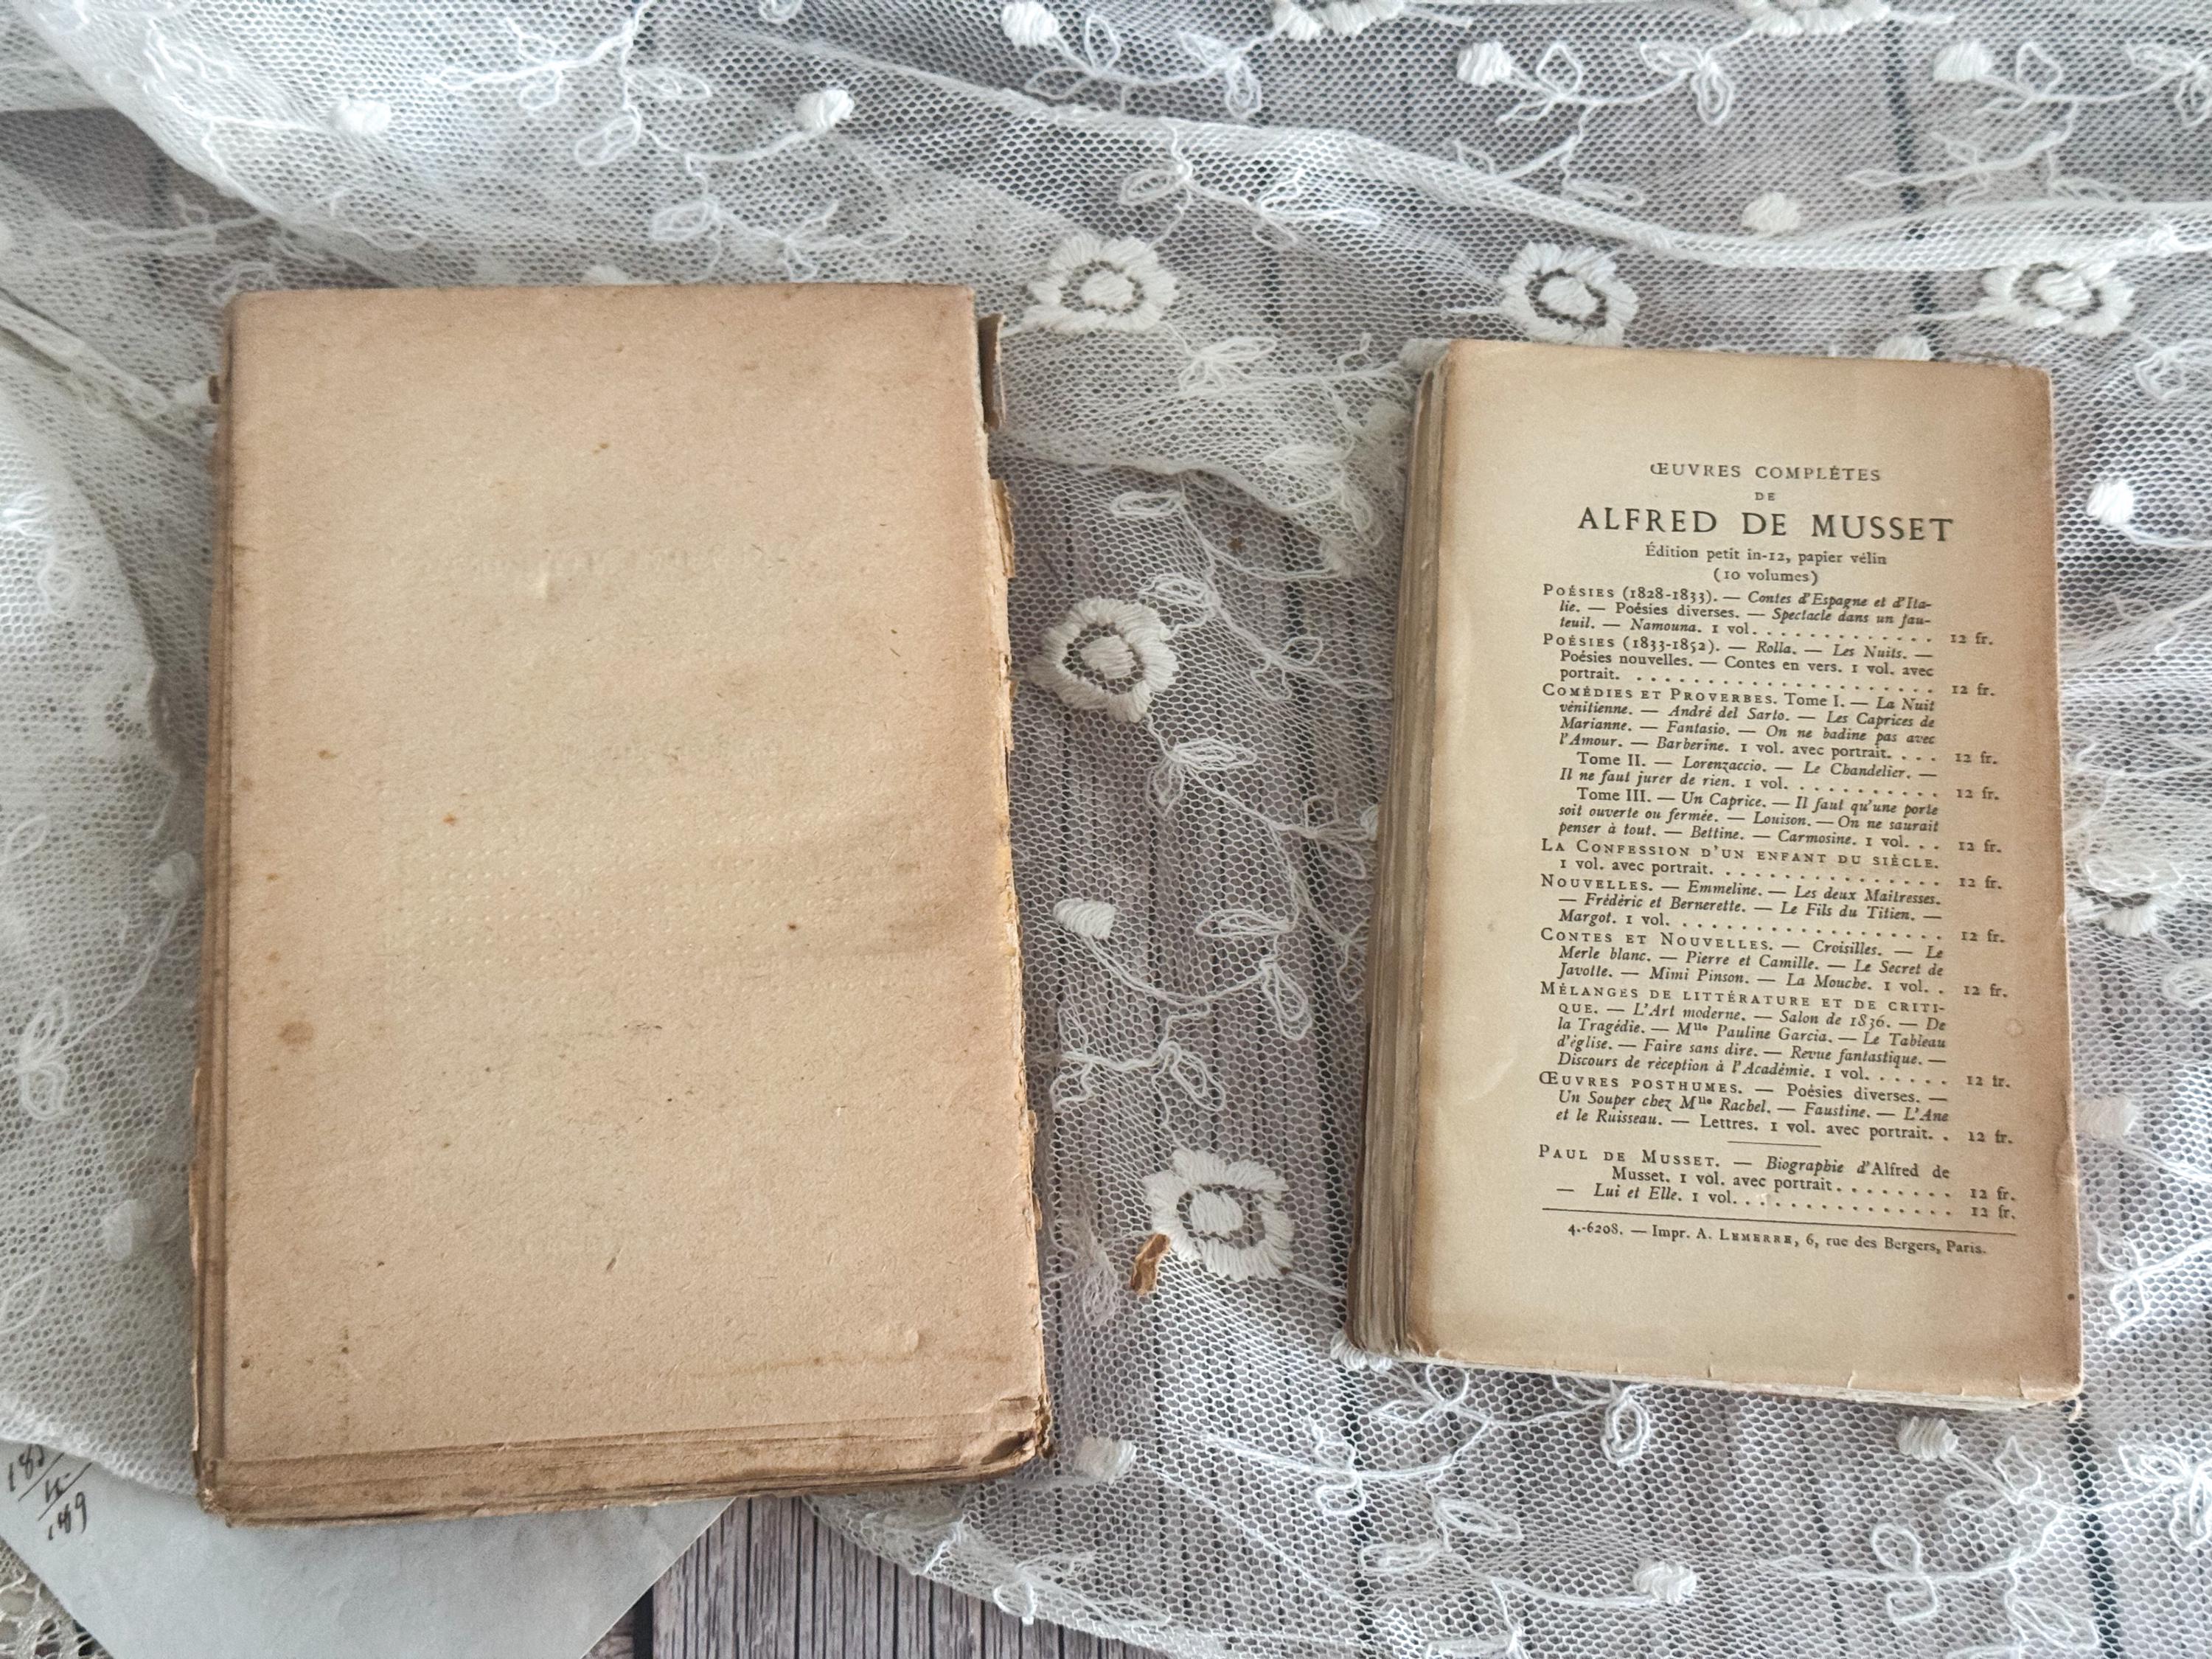 ŒUVRES COMPLÈTES
DE
ALFRED DE MUSSET
Édition petit in-12, papier vélin
(10 volumes)
POÉSIES (1828-1833). — Contes d'Espagne et d'Ita-
lie. — Poésies diverses. — Spectacle dans un fau-
teuil. — Namouna. 1 vol. . . . . . . . . . . . . . 12 fr.
POÉSIES (1833-1852). — Rolla. — Les Nuits. —
Poésies nouvelles. — Contes en vers. 1 vol. avec
portrait. . . . . . . . . . . . . . . . . . . . . . 12 fr.
COMÉDIES ET PROVERBES. Tome I. — La Nuit
vénitienne. — André del Sarto. — Les Caprices de
Marianne. — Fantasio. — On ne badine pas avec
l'Amour. — Barberine. 1 vol. avec portrait. . . . 12 fr.
Tome II. — Lorenzaccio. — Le Chandelier. —
Il ne faut jurer de rien. 1 vol. . . . . . . . . . . . 12 fr.
Tome III. — Un Caprice. — Il faut qu'une porte
soit ouverte ou fermée. — Louison. — On ne saurait
penser à tout. — Bettine. — Carmosine. 1 vol. . . 12 fr.
LA CONFESSION D'UN ENFANT DU SIÈCLE.
1 vol. avec portrait. . . . . . . . . . . . . . . . 12 fr.
NOUVELLES. — Emmeline. — Les deux Maîtresses.
— Frédéric et Bernerette. — Le Fils du Titien. —
Margot. 1 vol. . . . . . . . . . . . . . . . . . . 12 fr.
CONTES ET NOUVELLES. — Croisilles. — Le
Merle blanc. — Pierre et Camille. — Le Secret de
Javotte. — Mimi Pinson. — La Mouche. 1 vol. . 12 fr.
MÉLANGES DE LITTÉRATURE ET DE CRITI-
QUE. — L'Art moderne. — Salon de 1836. — De
la Tragédie. — Mlle Pauline Garcia. — Le Tableau
d'église. — Faire sans dire. — Revue fantastique. —
Discours de réception à l'Académie. 1 vol. . . . . . 12 fr.
ŒUVRES POSTHUMES. — Poésies diverses. —
Un Souper chez Mlle Rachel. — Faustine. — L'Ane
et le Ruisseau. — Lettres. 1 vol. avec portrait. . 12 fr.
PAUL DE MUSSET. — Biographie d'Alfred de
Musset. 1 vol. avec portrait. . . . . . . . 12 fr.
— Lui et Elle. 1 vol. . . . . . . . . . . . . 12 fr.
4.-6208. — Impr. A. LEMERRE, 6, rue des Bergers, Paris.